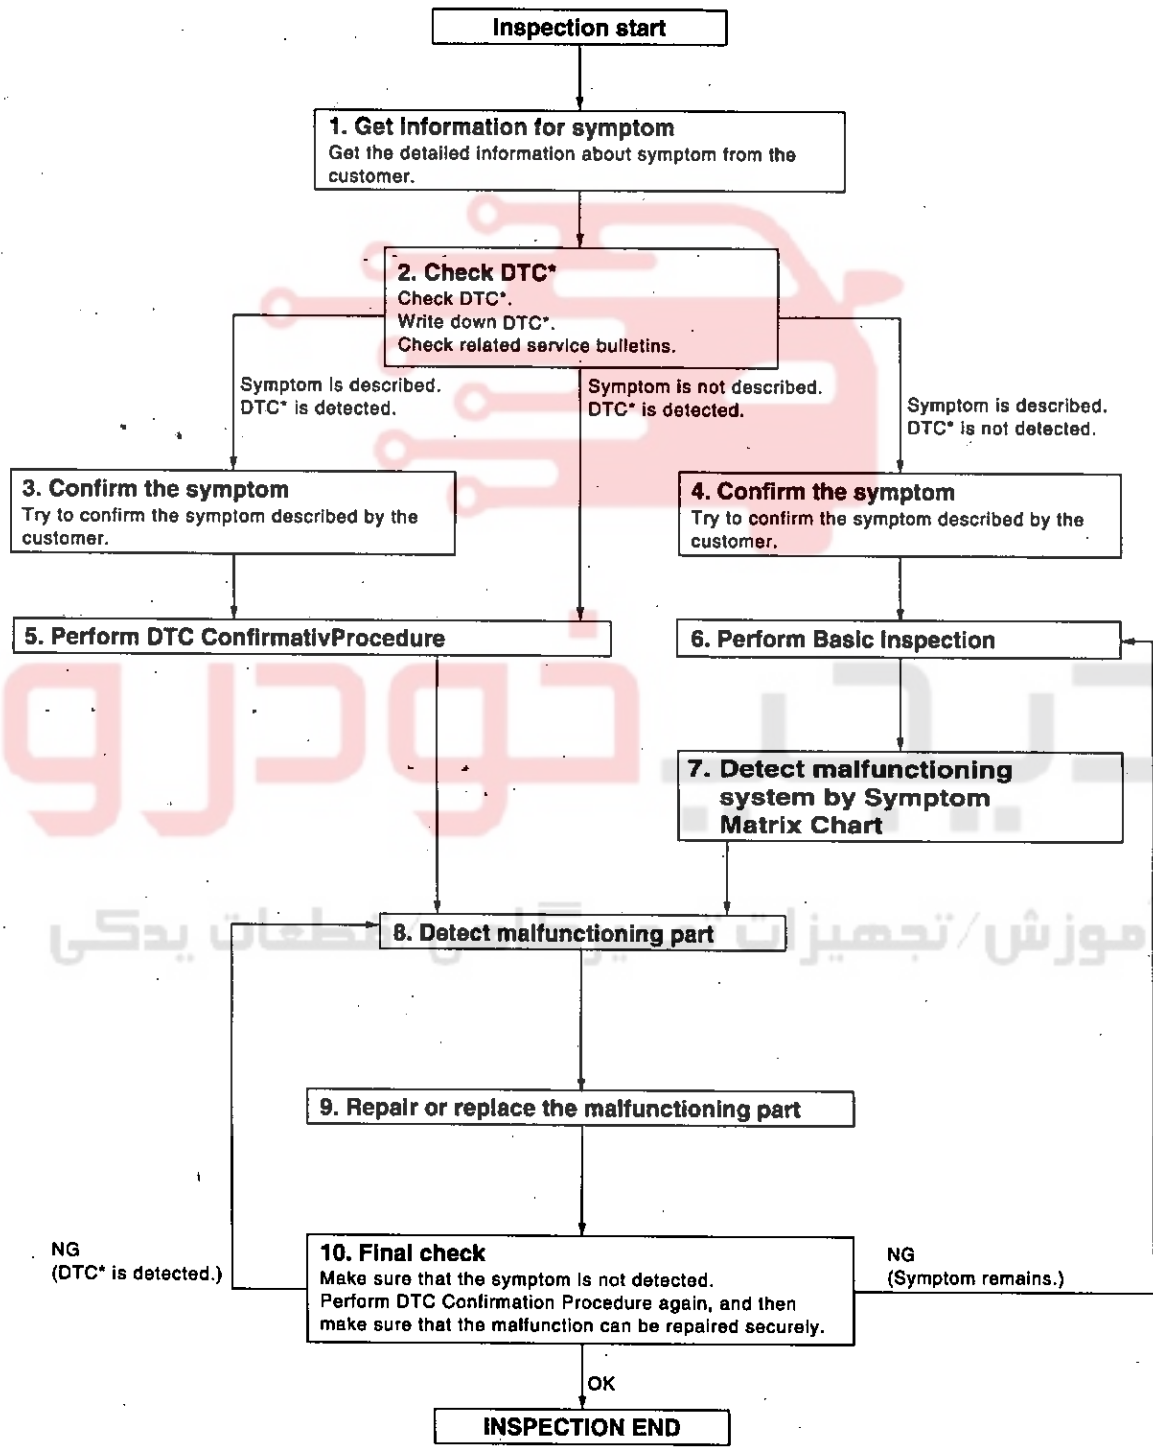 Inspection start
1. Get information for symptom
Get the detailed information about symptom from the
customer.
2. Check DTC*
Check DTC*.
Write down DTC*.
Check related service bulletins.
Symptom is described.
DTC* is detected.
Symptom is not described.
DTC* is detected.
Symptom is described.
DTC* is not detected.
3. Confirm the symptom
Try to confirm the symptom described by the
customer.
4. Confirm the symptom
Try to confirm the symptom described by the
customer.
5. Perform DTC ConfirmativProcedure
6. Perform Basic Inspection
7. Detect malfunctioning
system by Symptom
Matrix Chart
دیجی خودرو
8. Detect malfunctioning part
آموزش/تجهیزات تعمیرگاهی/قطعات یدکی
9. Repair or replace the malfunctioning part
NG
(DTC* is detected.)
10. Final check
Make sure that the symptom is not detected.
Perform DTC Confirmation Procedure again, and then
make sure that the malfunction can be repaired securely.
NG
(Symptom remains.)
OK
INSPECTION END